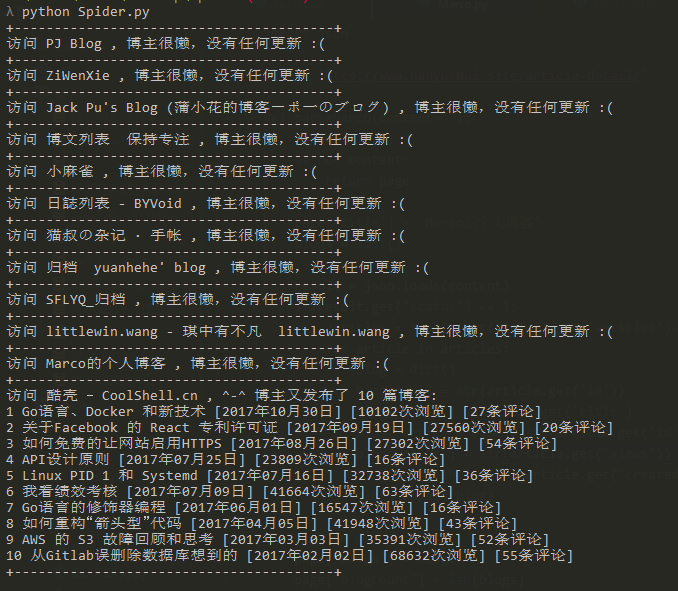 λ python Spider.py
+----------------------------------------+
访问 PJ Blog , 博主很懒，没有任何更新 :(
+----------------------------------------+
访问 ZiWenXie , 博主很懒，没有任何更新 :(
+----------------------------------------+
访问 Jack Pu's Blog (蒲小花的博客ーポーのブログ) , 博主很懒，没有任何更新 :(
+----------------------------------------+
访问 博文列表  保持专注 , 博主很懒，没有任何更新 :(
+----------------------------------------+
访问 小麻雀 , 博主很懒，没有任何更新 :(
+----------------------------------------+
访问 日誌列表 - BYVoid , 博主很懒，没有任何更新 :(
+----------------------------------------+
访问 猫叔の杂记 · 手帐 , 博主很懒，没有任何更新 :(
+----------------------------------------+
访问 归档  yuanhehe' blog , 博主很懒，没有任何更新 :(
+----------------------------------------+
访问 SFLYQ_归档 , 博主很懒，没有任何更新 :(
+----------------------------------------+
访问 littlewin.wang - 琪中有不凡  littlewin.wang , 博主很懒，没有任何更新 :(
+----------------------------------------+
访问 Marco的个人博客 , 博主很懒，没有任何更新 :(
+----------------------------------------+
访问 酷壳 – CoolShell.cn , ^-^ 博主又发布了 10 篇博客:
1 Go语言、Docker 和新技术 [2017年10月30日] [10102次浏览] [27条评论]
2 关于Facebook 的 React 专利许可证 [2017年09月19日] [27560次浏览] [20条评论]
3 如何免费的让网站启用HTTPS [2017年08月26日] [27302次浏览] [54条评论]
4 API设计原则 [2017年07月25日] [23809次浏览] [16条评论]
5 Linux PID 1 和 Systemd [2017年07月16日] [32738次浏览] [36条评论]
6 我看绩效考核 [2017年07月09日] [41664次浏览] [63条评论]
7 Go语言的修饰器编程 [2017年06月01日] [16547次浏览] [16条评论]
8 如何重构“箭头型”代码 [2017年04月05日] [41948次浏览] [43条评论]
9 AWS 的 S3 故障回顾和思考 [2017年03月03日] [35391次浏览] [52条评论]
10 从Gitlab误删除数据库想到的 [2017年02月02日] [68632次浏览] [55条评论]
+----------------------------------------+